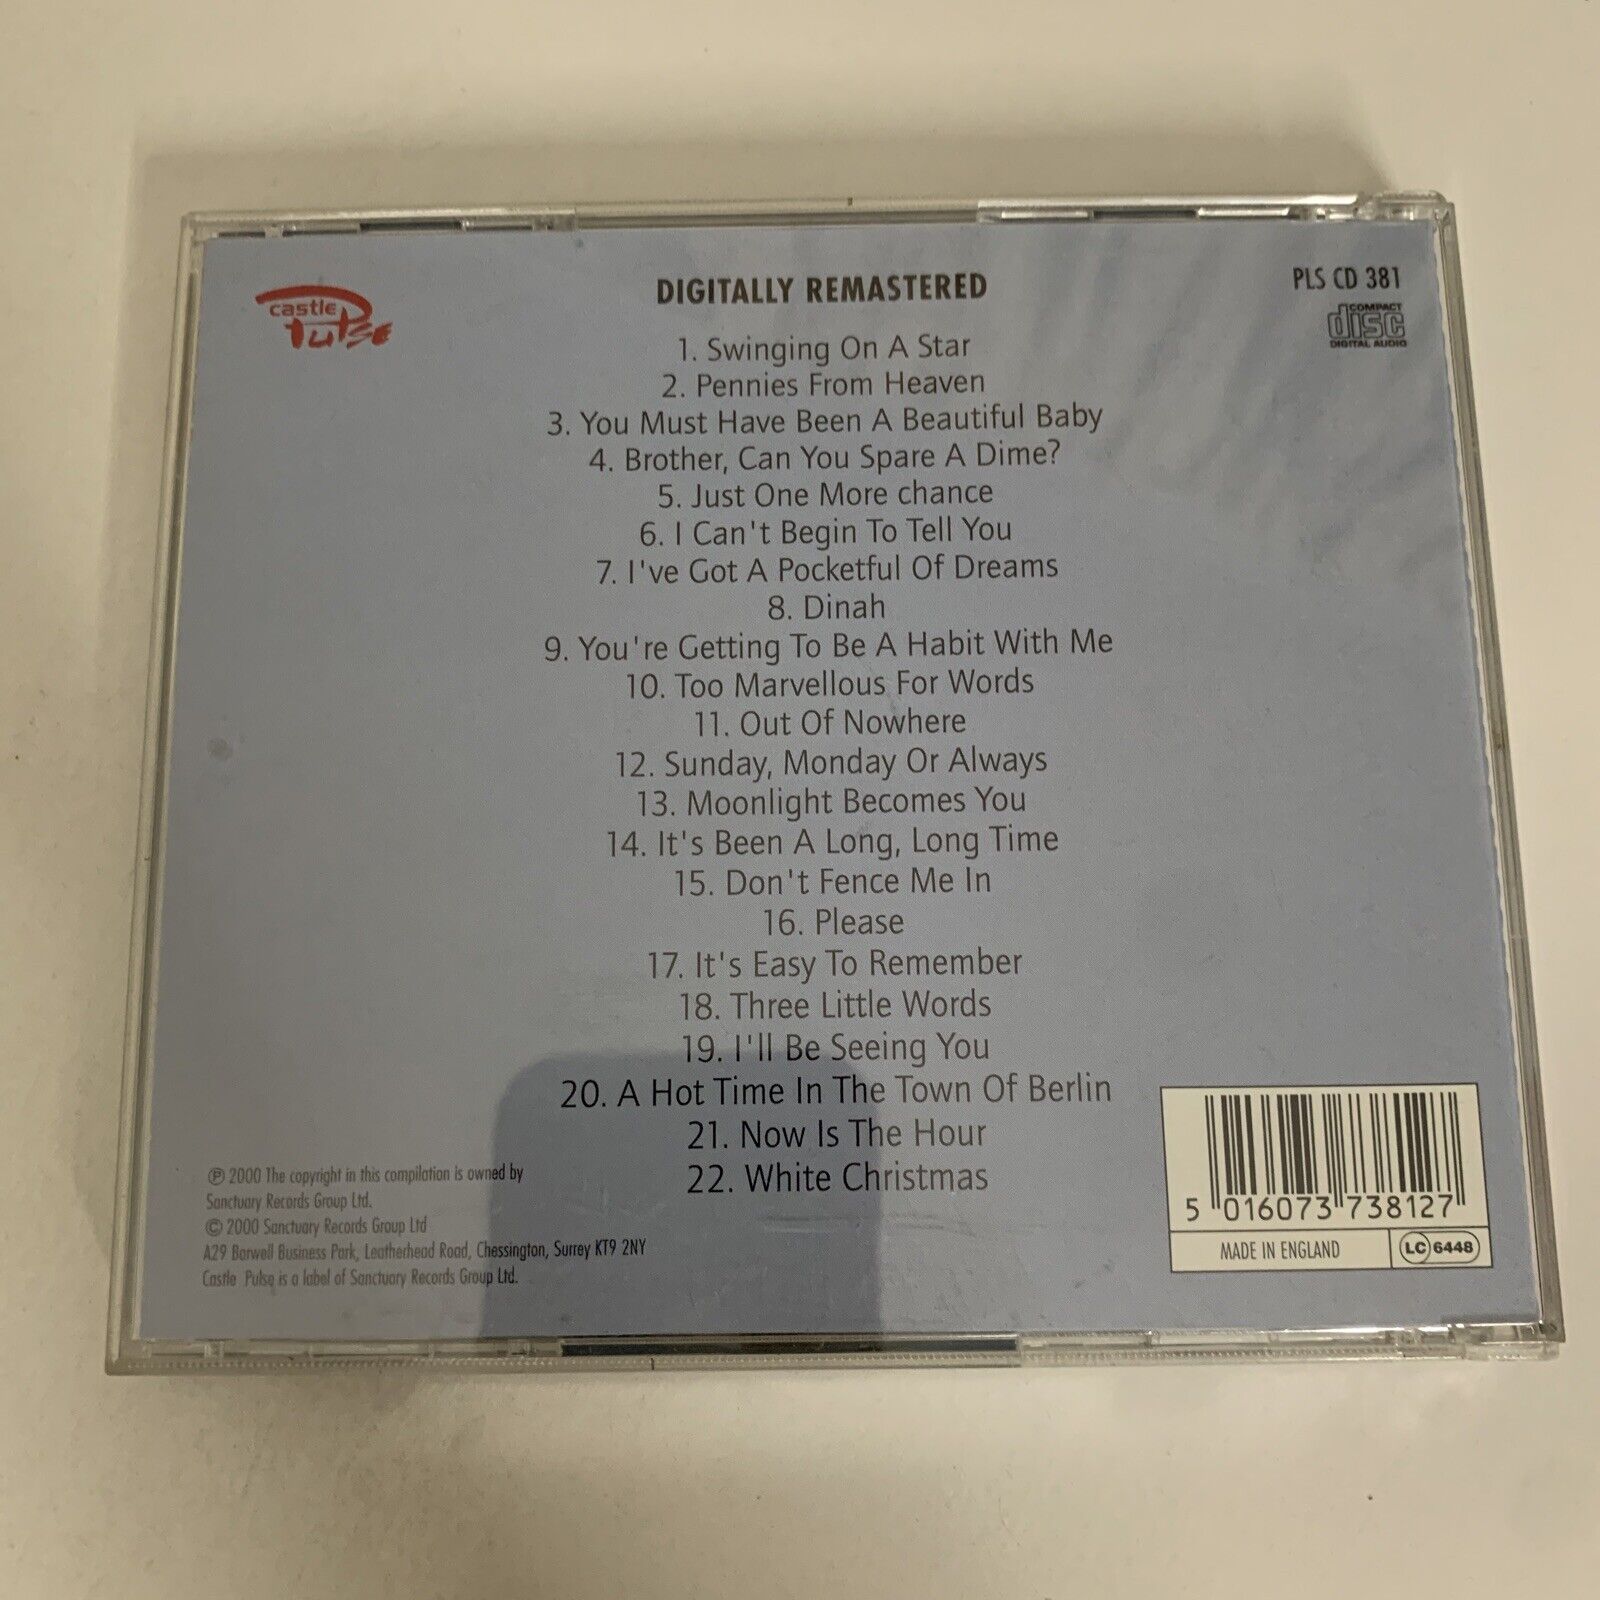 castle
Pulse
DIGITALLY REMASTERED
PLS CD 381
COMPACT
disc
DIGITAL AUDIO
1. Swinging On A Star
2. Pennies From Heaven
3. You Must Have Been A Beautiful Baby
4. Brother, Can You Spare A Dime?
5. Just One More chance
6. I Can't Begin To Tell You
7. I've Got A Pocketful Of Dreams
8. Dinah
9. You're Getting To Be A Habit With Me
10. Too Marvellous For Words
11. Out Of Nowhere
12. Sunday, Monday Or Always
13. Moonlight Becomes You
14. It's Been A Long, Long Time
15. Don't Fence Me In
16. Please
17. It's Easy To Remember
18. Three Little Words
19. I'll Be Seeing You
20. A Hot Time In The Town Of Berlin
21. Now Is The Hour
22. White Christmas
℗ 2000 The copyright in this compilation is owned by
Sanctuary Records Group Ltd.
© 2000 Sanctuary Records Group Ltd
A29 Barwell Business Park, Leatherhead Road, Chessington, Surrey KT9 2NY
Castle Pulse is a label of Sanctuary Records Group Ltd.
5 016073 738127
MADE IN ENGLAND
LC 6448